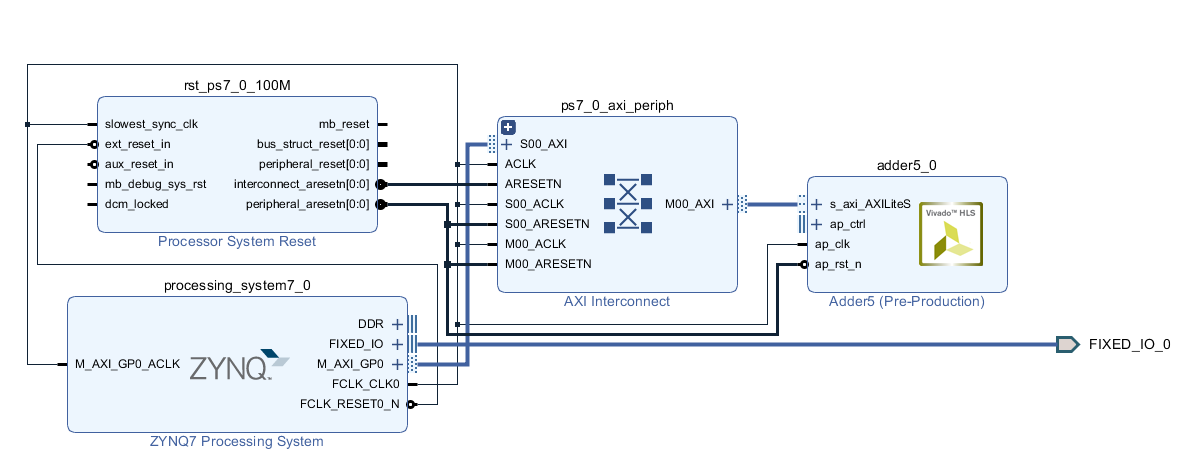 rst_ps7_0_100M
slowest_sync_clk
ext_reset_in
aux_reset_in
mb_debug_sys_rst
dcm_locked
mb_reset
bus_struct_reset[0:0]
peripheral_reset[0:0]
interconnect_aresetn[0:0]
peripheral_aresetn[0:0]
Processor System Reset
ps7_0_axi_periph
S00_AXI
ACLK
ARESETN
S00_ACLK
S00_ARESETN
M00_ACLK
M00_ARESETN
M00_AXI
AXI Interconnect
adder5_0
s_axi_AXILiteS
ap_ctrl
ap_clk
ap_rst_n
Vivado™ HLS
Adder5 (Pre-Production)
processing_system7_0
M_AXI_GP0_ACLK
ZYNQ
DDR
FIXED_IO
M_AXI_GP0
FCLK_CLK0
FCLK_RESET0_N
ZYNQ7 Processing System
FIXED_IO_0